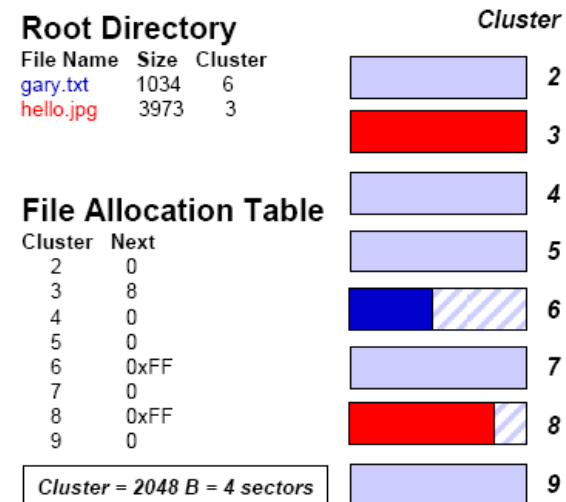 Root Directory
File Name Size Cluster
gary.txt 1034 6
hello.jpg 3973 3
File Allocation Table
Cluster Next
2 0
3 8
4 0
5 0
6 0xFF
7 0
8 0xFF
9 0
Cluster = 2048 B = 4 sectors
Cluster
2
3
4
5
6
7
8
9